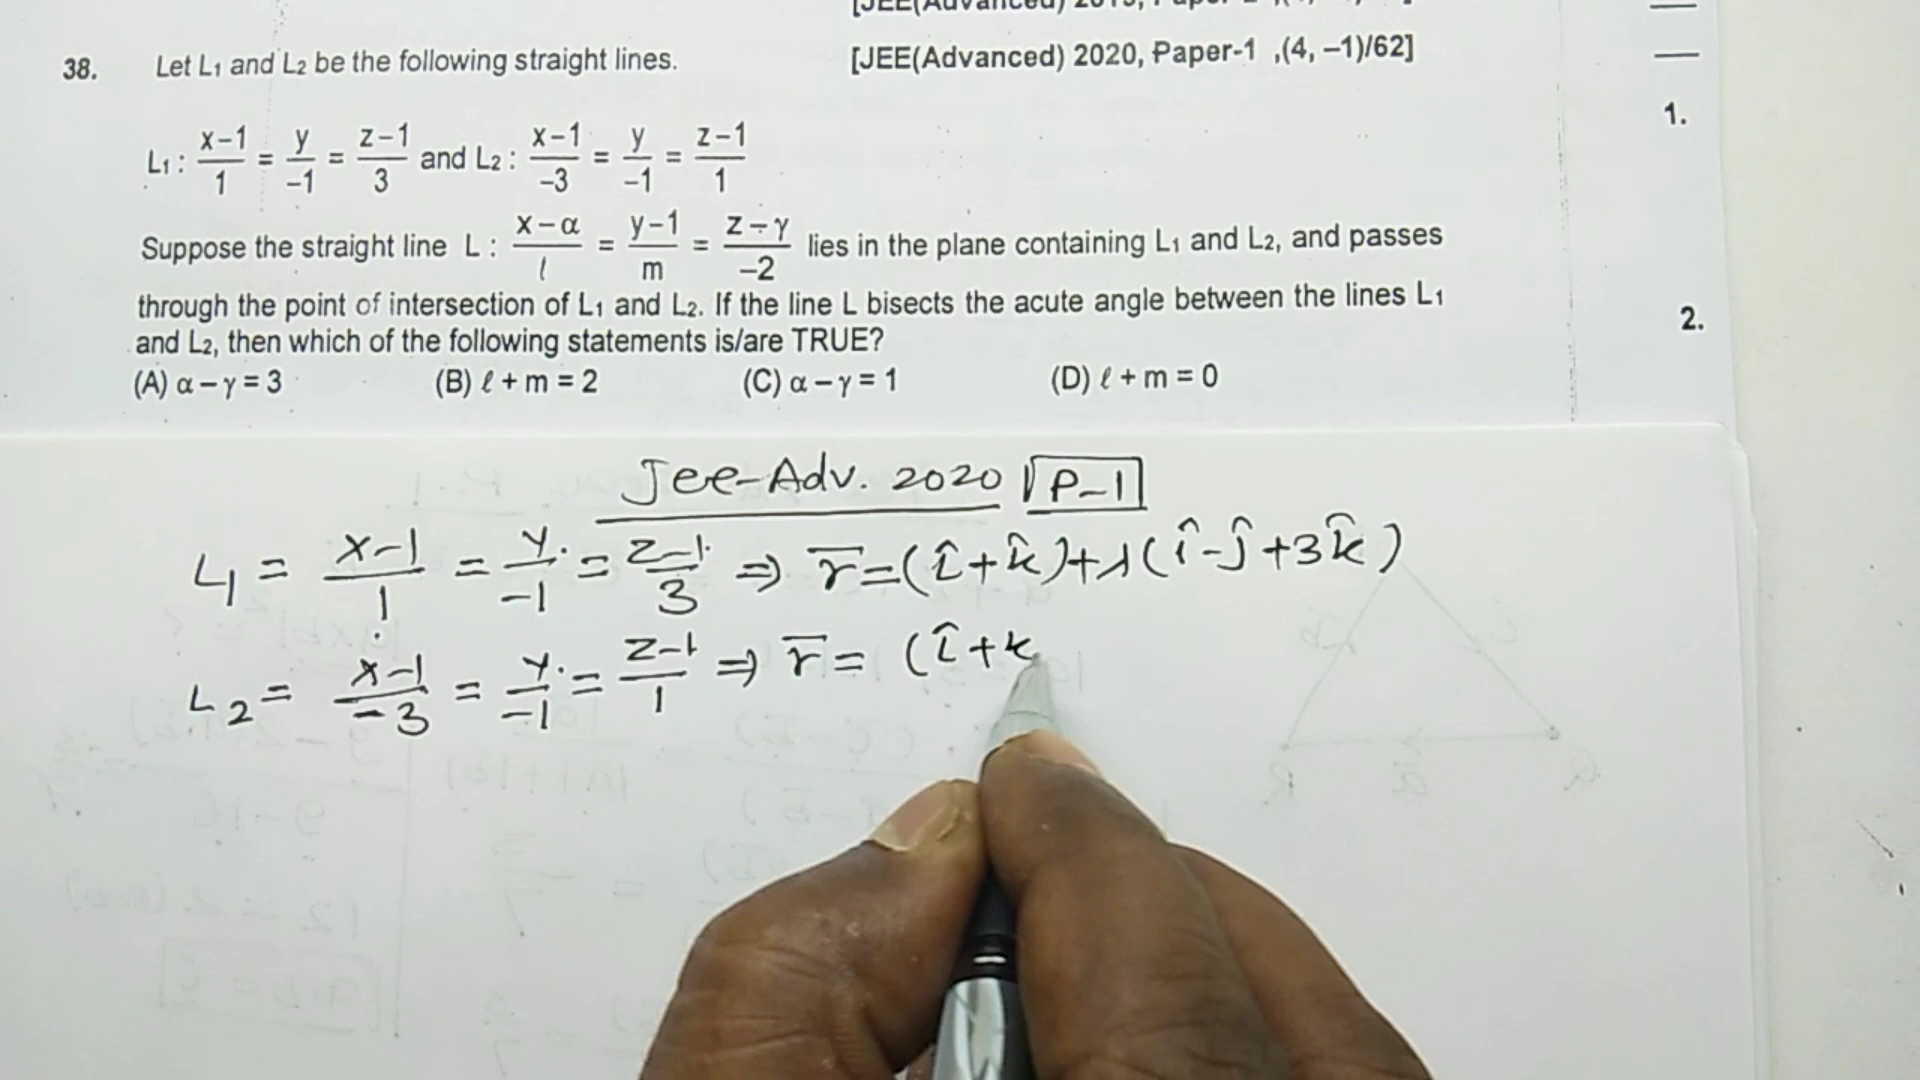 38. Let L₁ and L₂ be the following straight lines. [JEE(Advanced) 2020, Paper-1 ,(4, –1)/62]
L₁ : (x–1)/1 = y/-1 = (z–1)/3 and L₂ : (x–1)/-3 = y/-1 = (z–1)/1
1.
Suppose the straight line L : (x–α)/ℓ = (y–1)/m = (z–γ)/-2 lies in the plane containing L₁ and L₂, and passes
through the point of intersection of L₁ and L₂. If the line L bisects the acute angle between the lines L₁
2.
and L₂, then which of the following statements is/are TRUE?
(A) α – γ = 3 (B) ℓ + m = 2 (C) α – γ = 1 (D) ℓ + m = 0
Jee-Adv. 2020 P-1
L1 = (x-1)/1 = y/-1 = (z-1)/3 ⇒ r̄ = (î+k̂)+λ(î-ĵ+3k̂)
L2 = (x-1)/-3 = y/-1 = (z-1)/1 ⇒ r̄ = (î+k